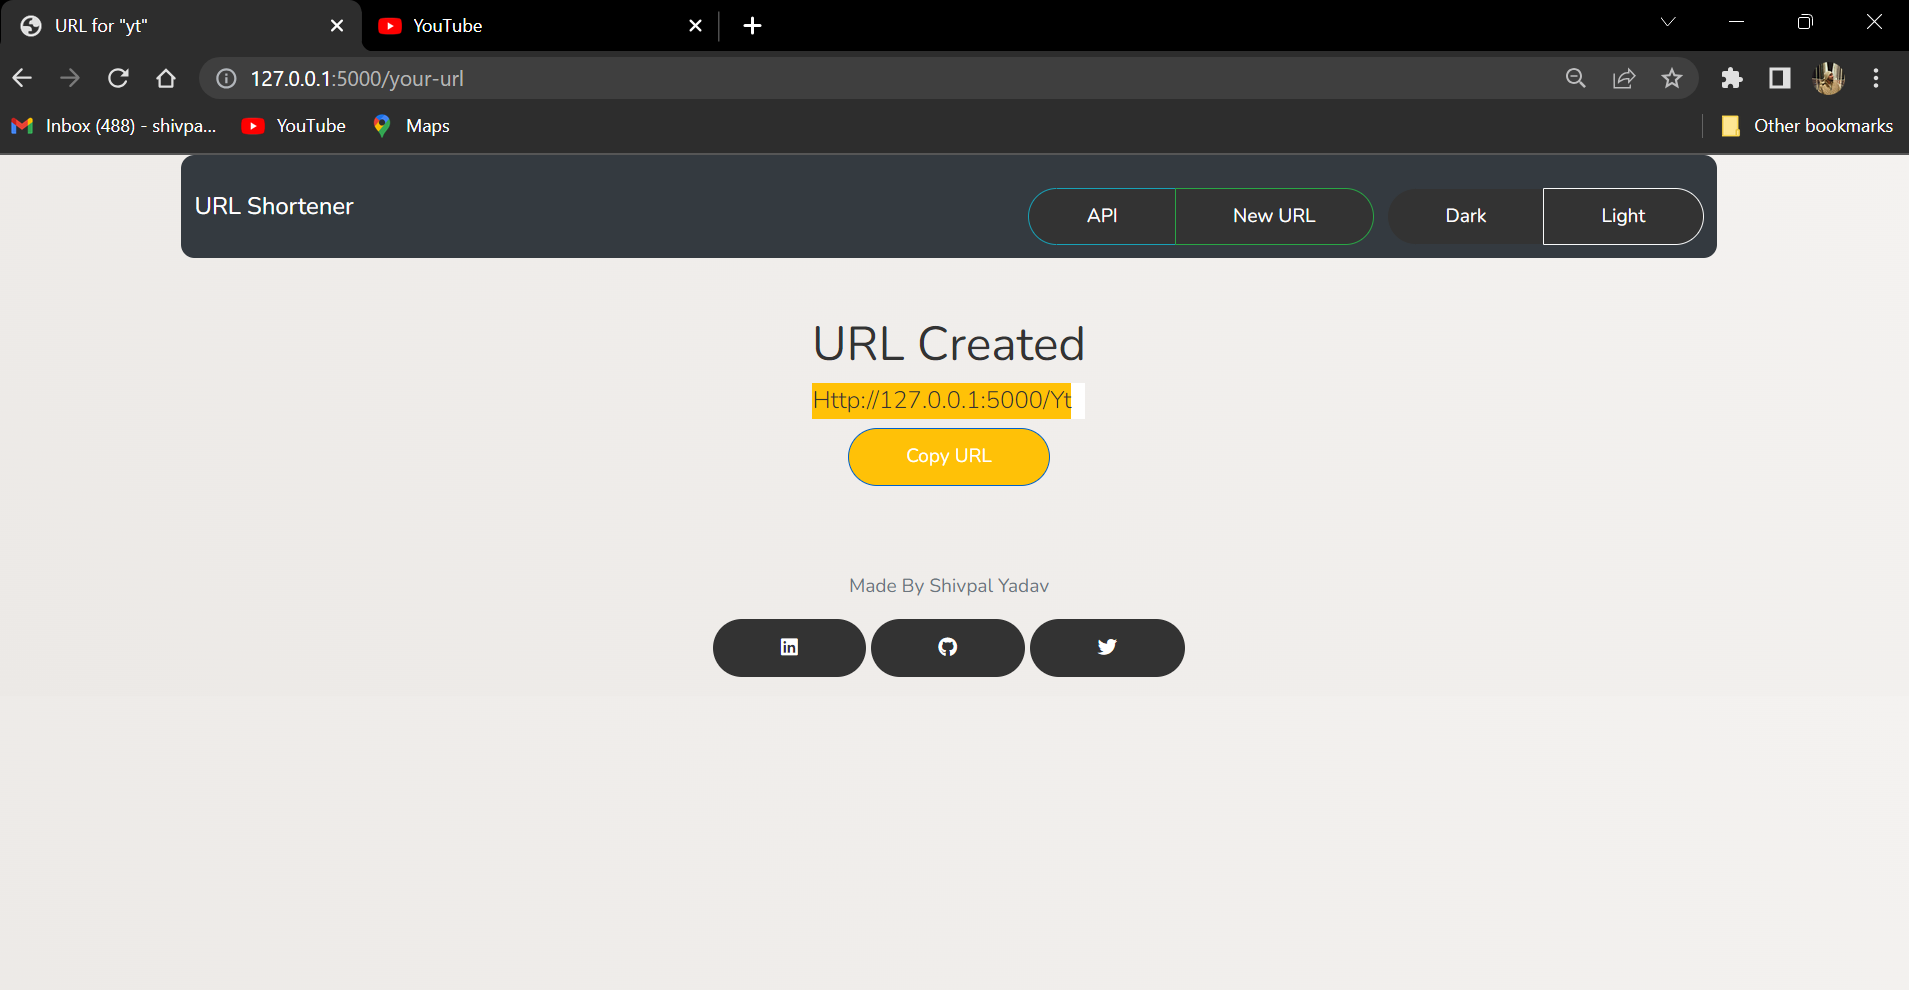 URL for "yt"
YouTube
127.0.0.1:5000/your-url
Inbox (488) - shivpa...
YouTube
Maps
Other bookmarks
URL Shortener
API
New URL
Dark
Light
URL Created
Http://127.0.0.1:5000/Yt
Copy URL
Made By Shivpal Yadav